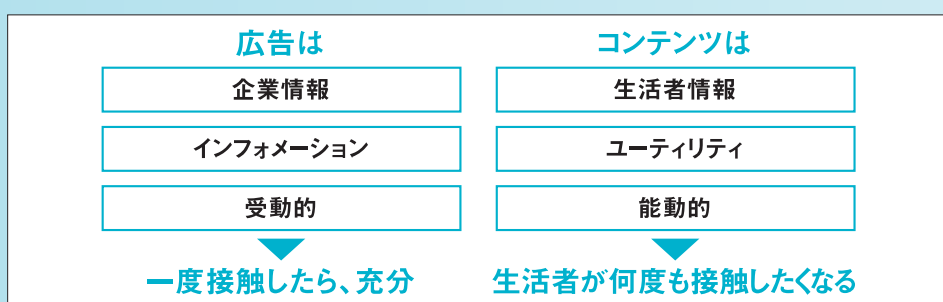 広告は
企業情報
インフォメーション
受動的
一度接触したら、充分
コンテンツは
生活者情報
ユーティリティ
能動的
生活者が何度も接触したくなる